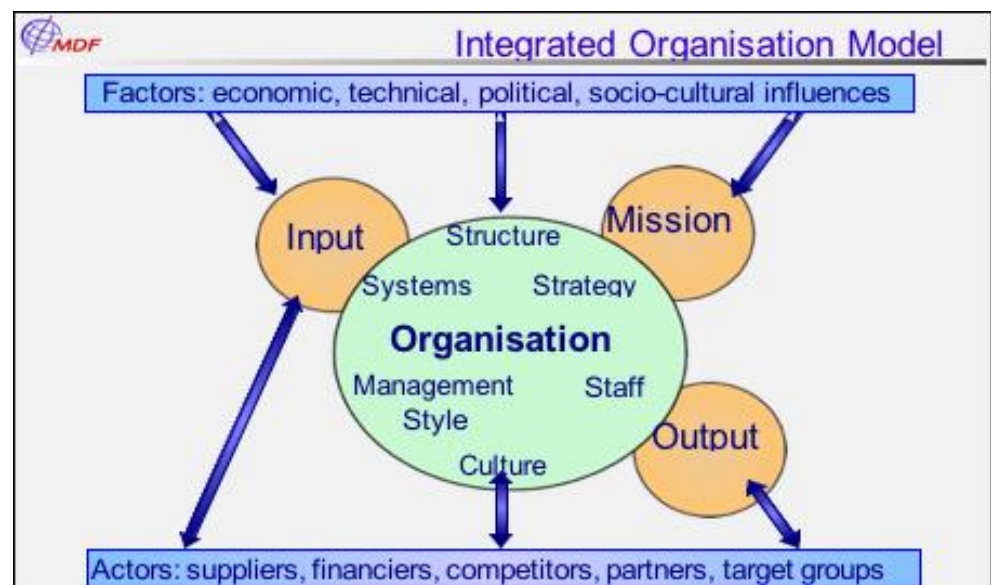 MDF
Integrated Organisation Model
Factors: economic, technical, political, socio-cultural influences
Input
Mission
Structure
Systems
Strategy
Organisation
Management
Style
Staff
Output
Culture
Actors: suppliers, financiers, competitors, partners, target groups